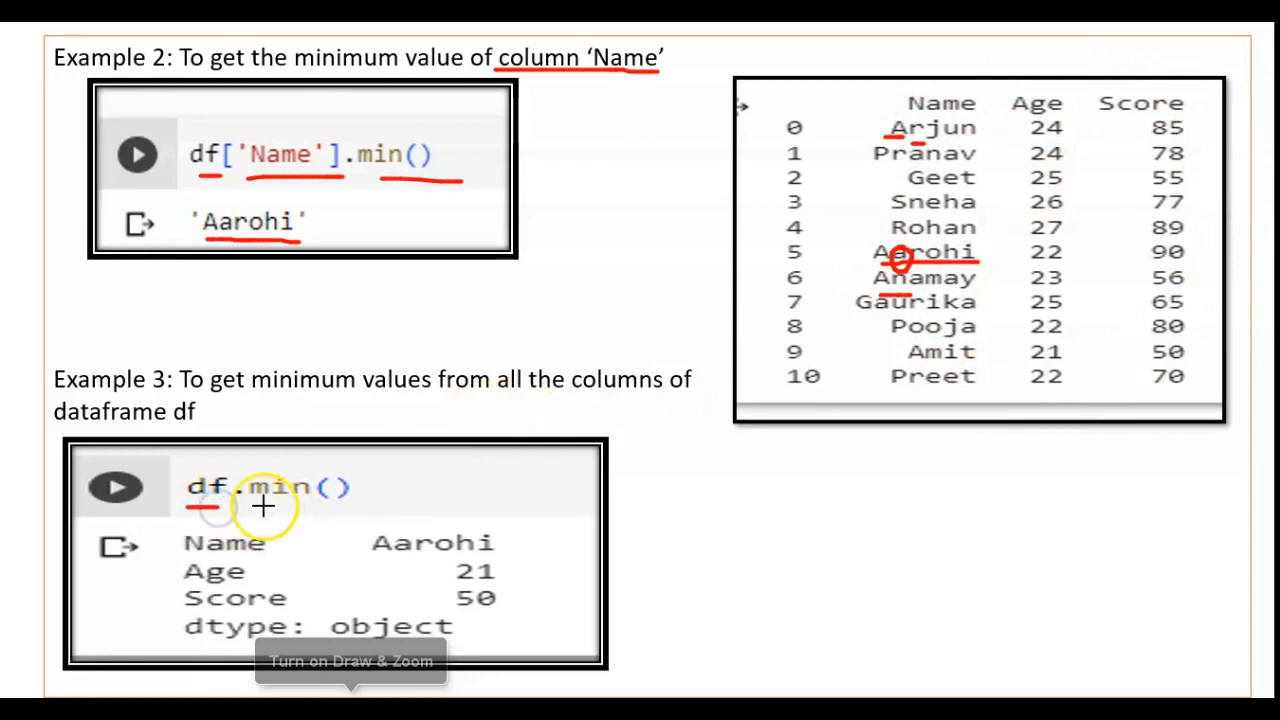 Example 2: To get the minimum value of column ‘Name’
df['Name'].min()
'Aarohi'
Name Age Score
0 Arjun 24 85
1 Pranav 24 78
2 Geet 25 55
3 Sneha 26 77
4 Rohan 27 89
5 Aarohi 22 90
6 Anamay 23 56
7 Gaurika 25 65
8 Pooja 22 80
9 Amit 21 50
10 Preet 22 70
Example 3: To get minimum values from all the columns of
dataframe df
df.min()
Name Aarohi
Age 21
Score 50
dtype: object
Turn on Draw & Zoom